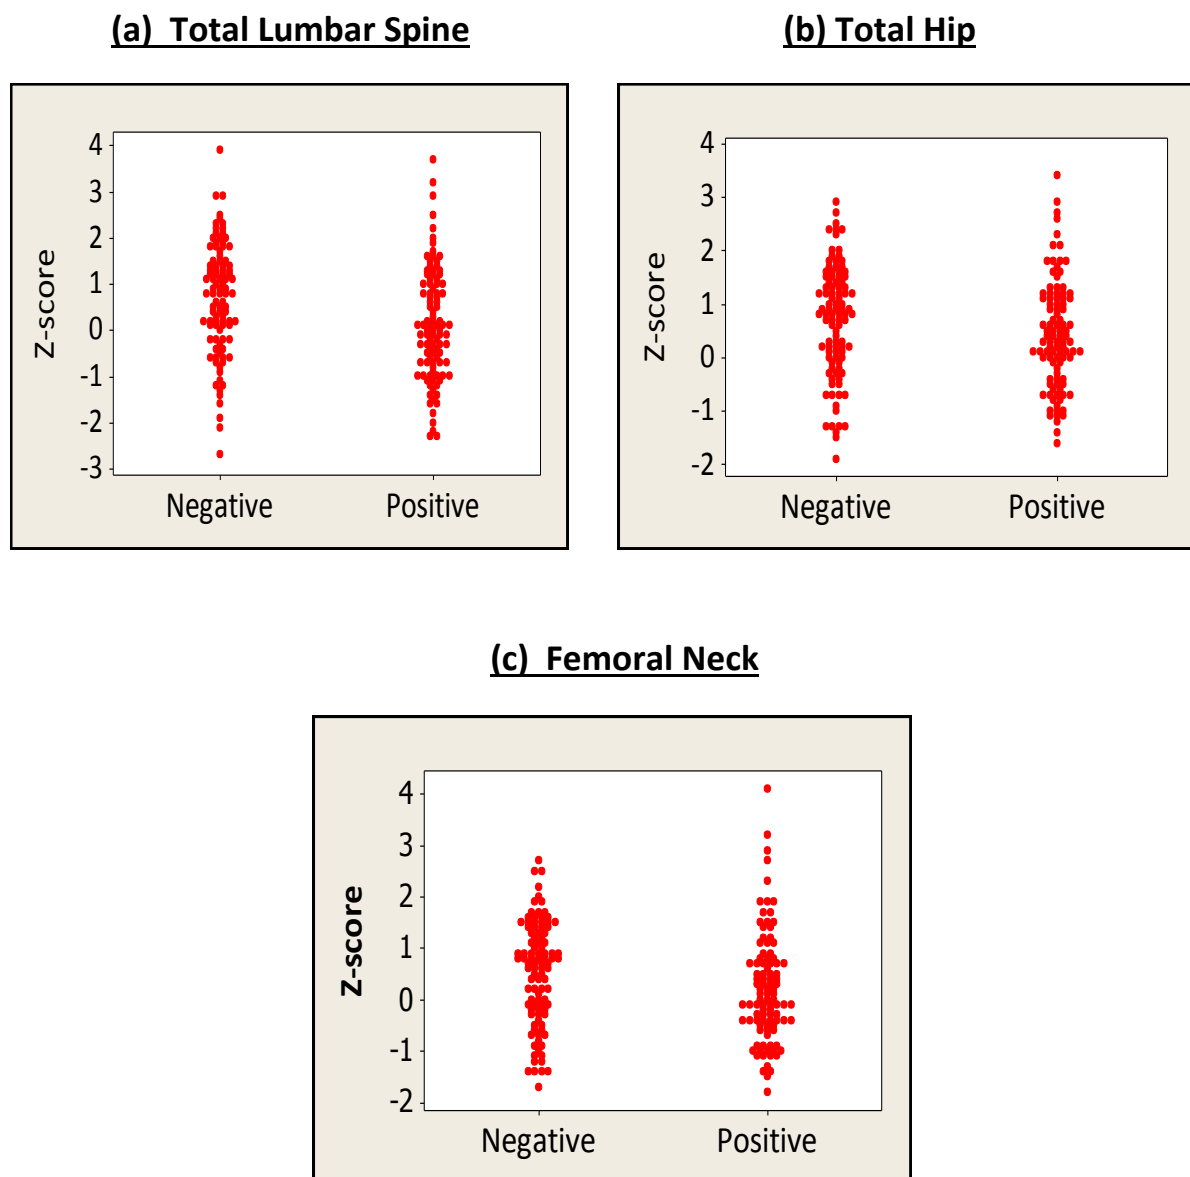 (a) Total Lumbar Spine
Z-score
4
3
2
1
0
-1
-2
-3
Negative Positive
(b) Total Hip
Z-score
4
3
2
1
0
-1
-2
Negative Positive
(c) Femoral Neck
Z-score
4
3
2
1
0
-1
-2
Negative Positive